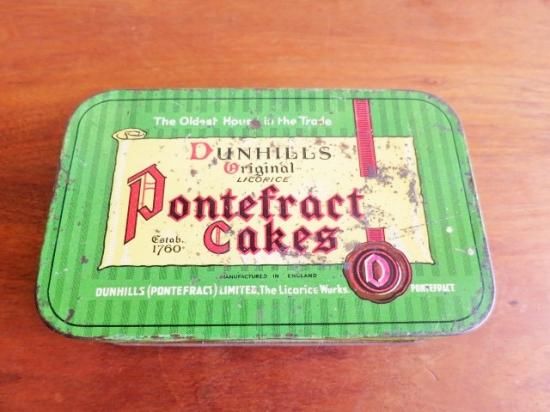 The Oldest House in the Trade
DUNHILLS
Original
LICORICE
Pontefract
Cakes
Estab.
1760
D
MANUFACTURED IN ENGLAND
DUNHILLS (PONTEFRACT) LIMITED, The Licorice Works PONTEFRACT